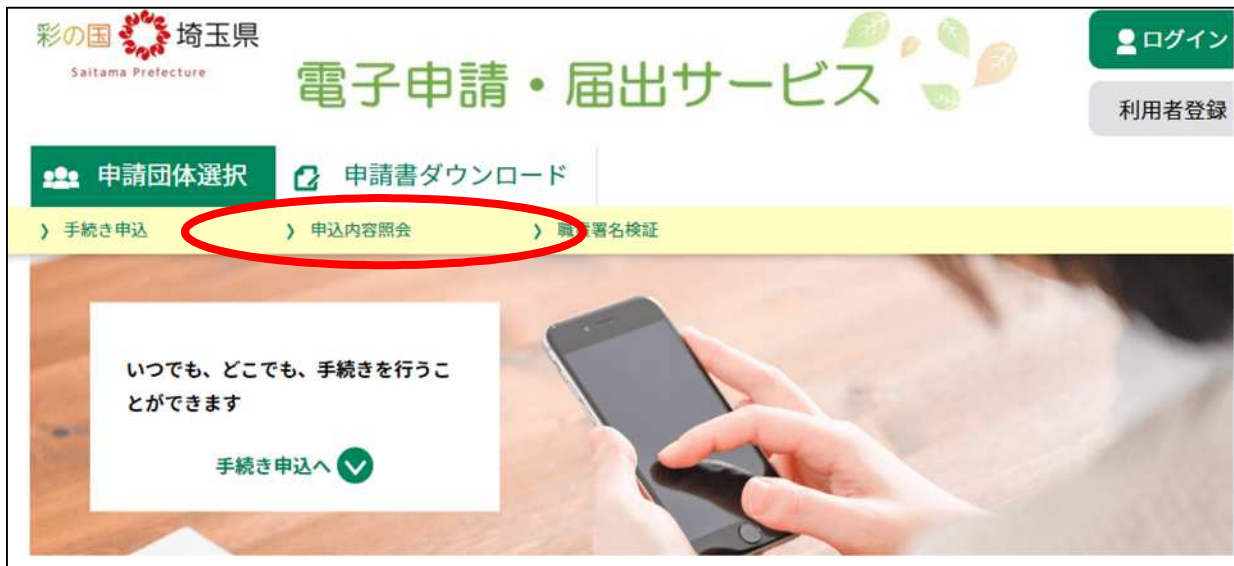 彩の国 埼玉県
Saitama Prefecture
電子申請・届出サービス
ログイン
利用者登録
申請団体選択
申請書ダウンロード
手続き申込
申込内容照会
職責署名検証
いつでも、どこでも、手続きを行うこ
とができます
手続き申込へ